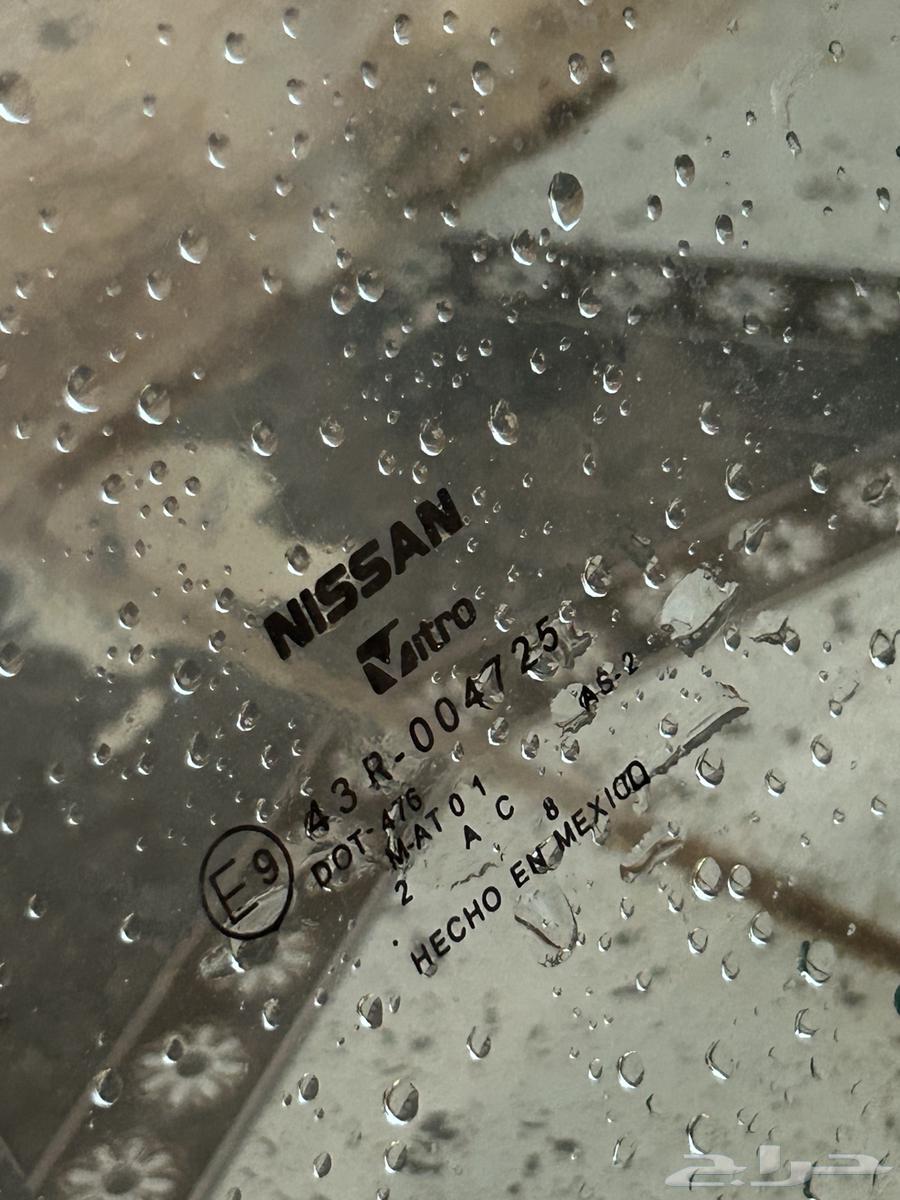 NISSAN
Vitro
E9 43R-004725
AS-2
DOT-476
M-AT01
2 A C 8
HECHO EN MEXICO
حراج